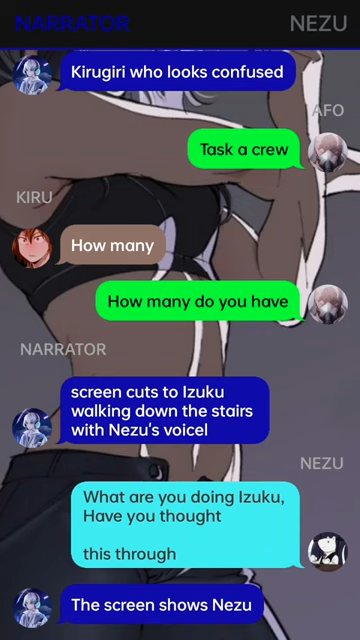 NARRATOR
NEZU
Kirugiri who looks confused
AFO
Task a crew
KIRU
How many
How many do you have
NARRATOR
screen cuts to Izuku
walking down the stairs
with Nezu's voicel
NEZU
What are you doing Izuku,
Have you thought
this through
The screen shows Nezu